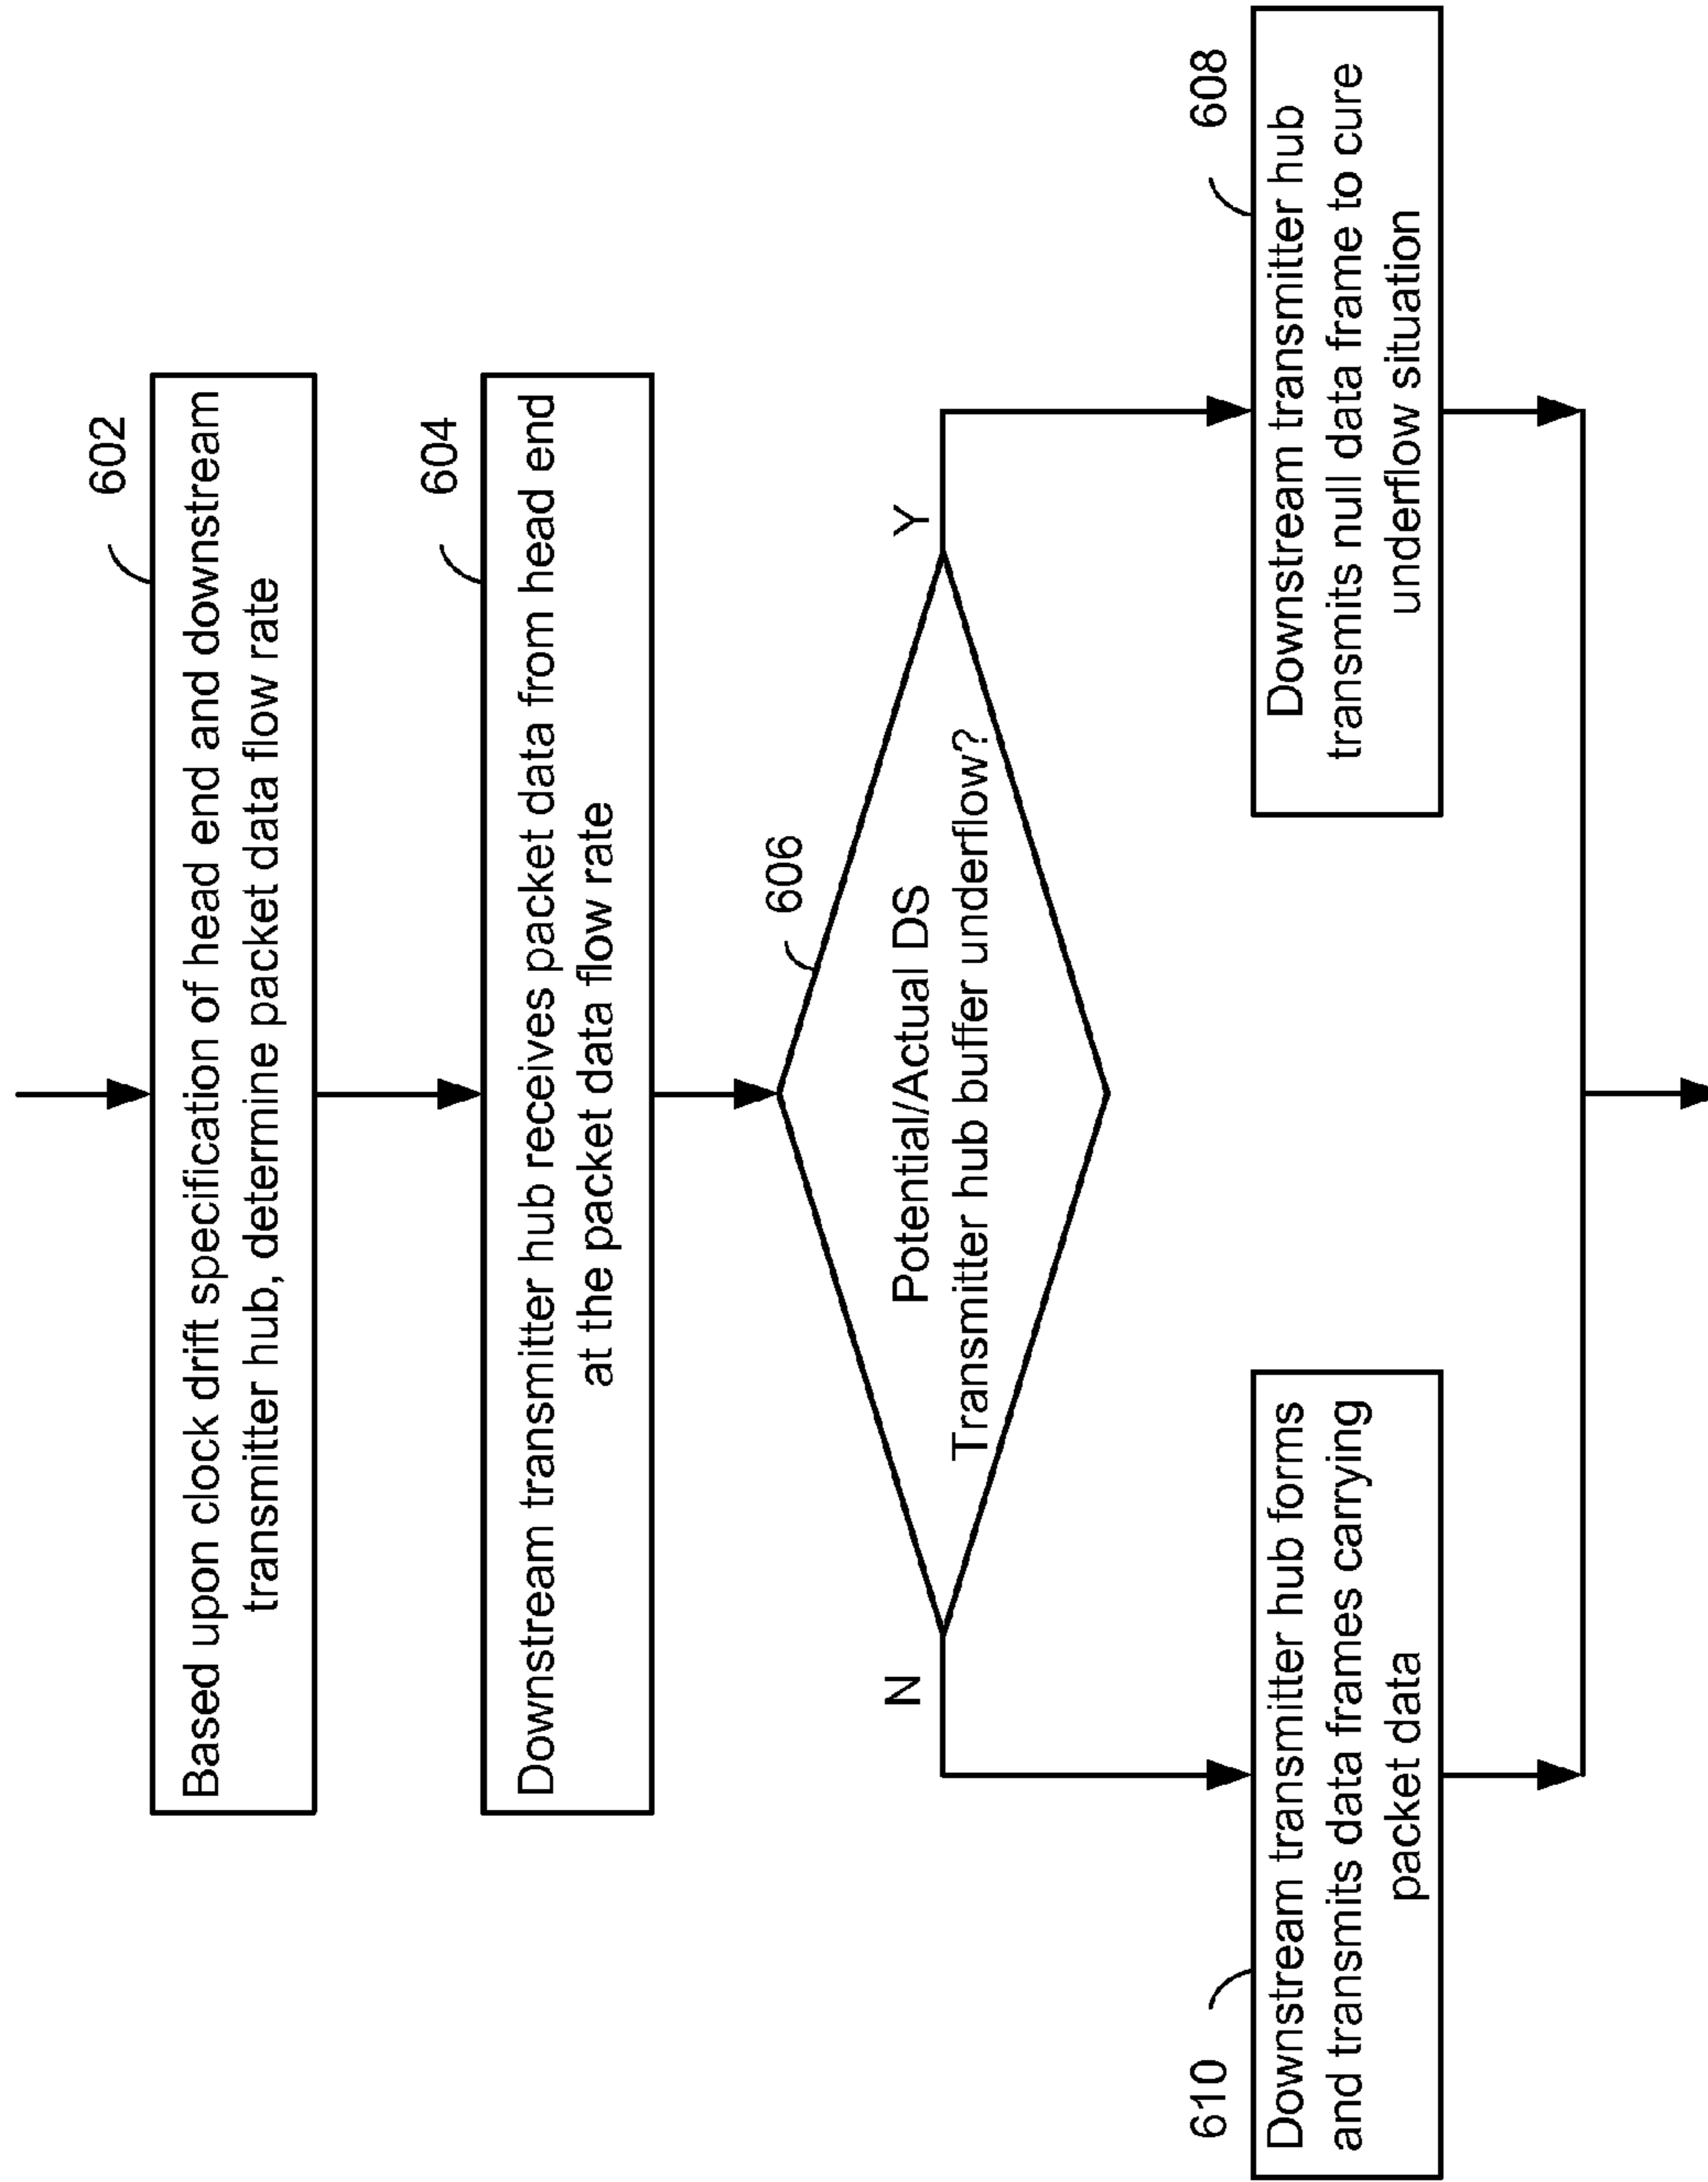 602
Based upon clock drift specification of head end and downstream
transmitter hub, determine packet data flow rate
604
Downstream transmitter hub receives packet data from head end
at the packet data flow rate
606
Potential/Actual DS
Transmitter hub buffer underflow?
N
Y
610
Downstream transmitter hub forms
and transmits data frames carrying
packet data
608
Downstream transmitter hub
transmits null data frame to cure
underflow situation